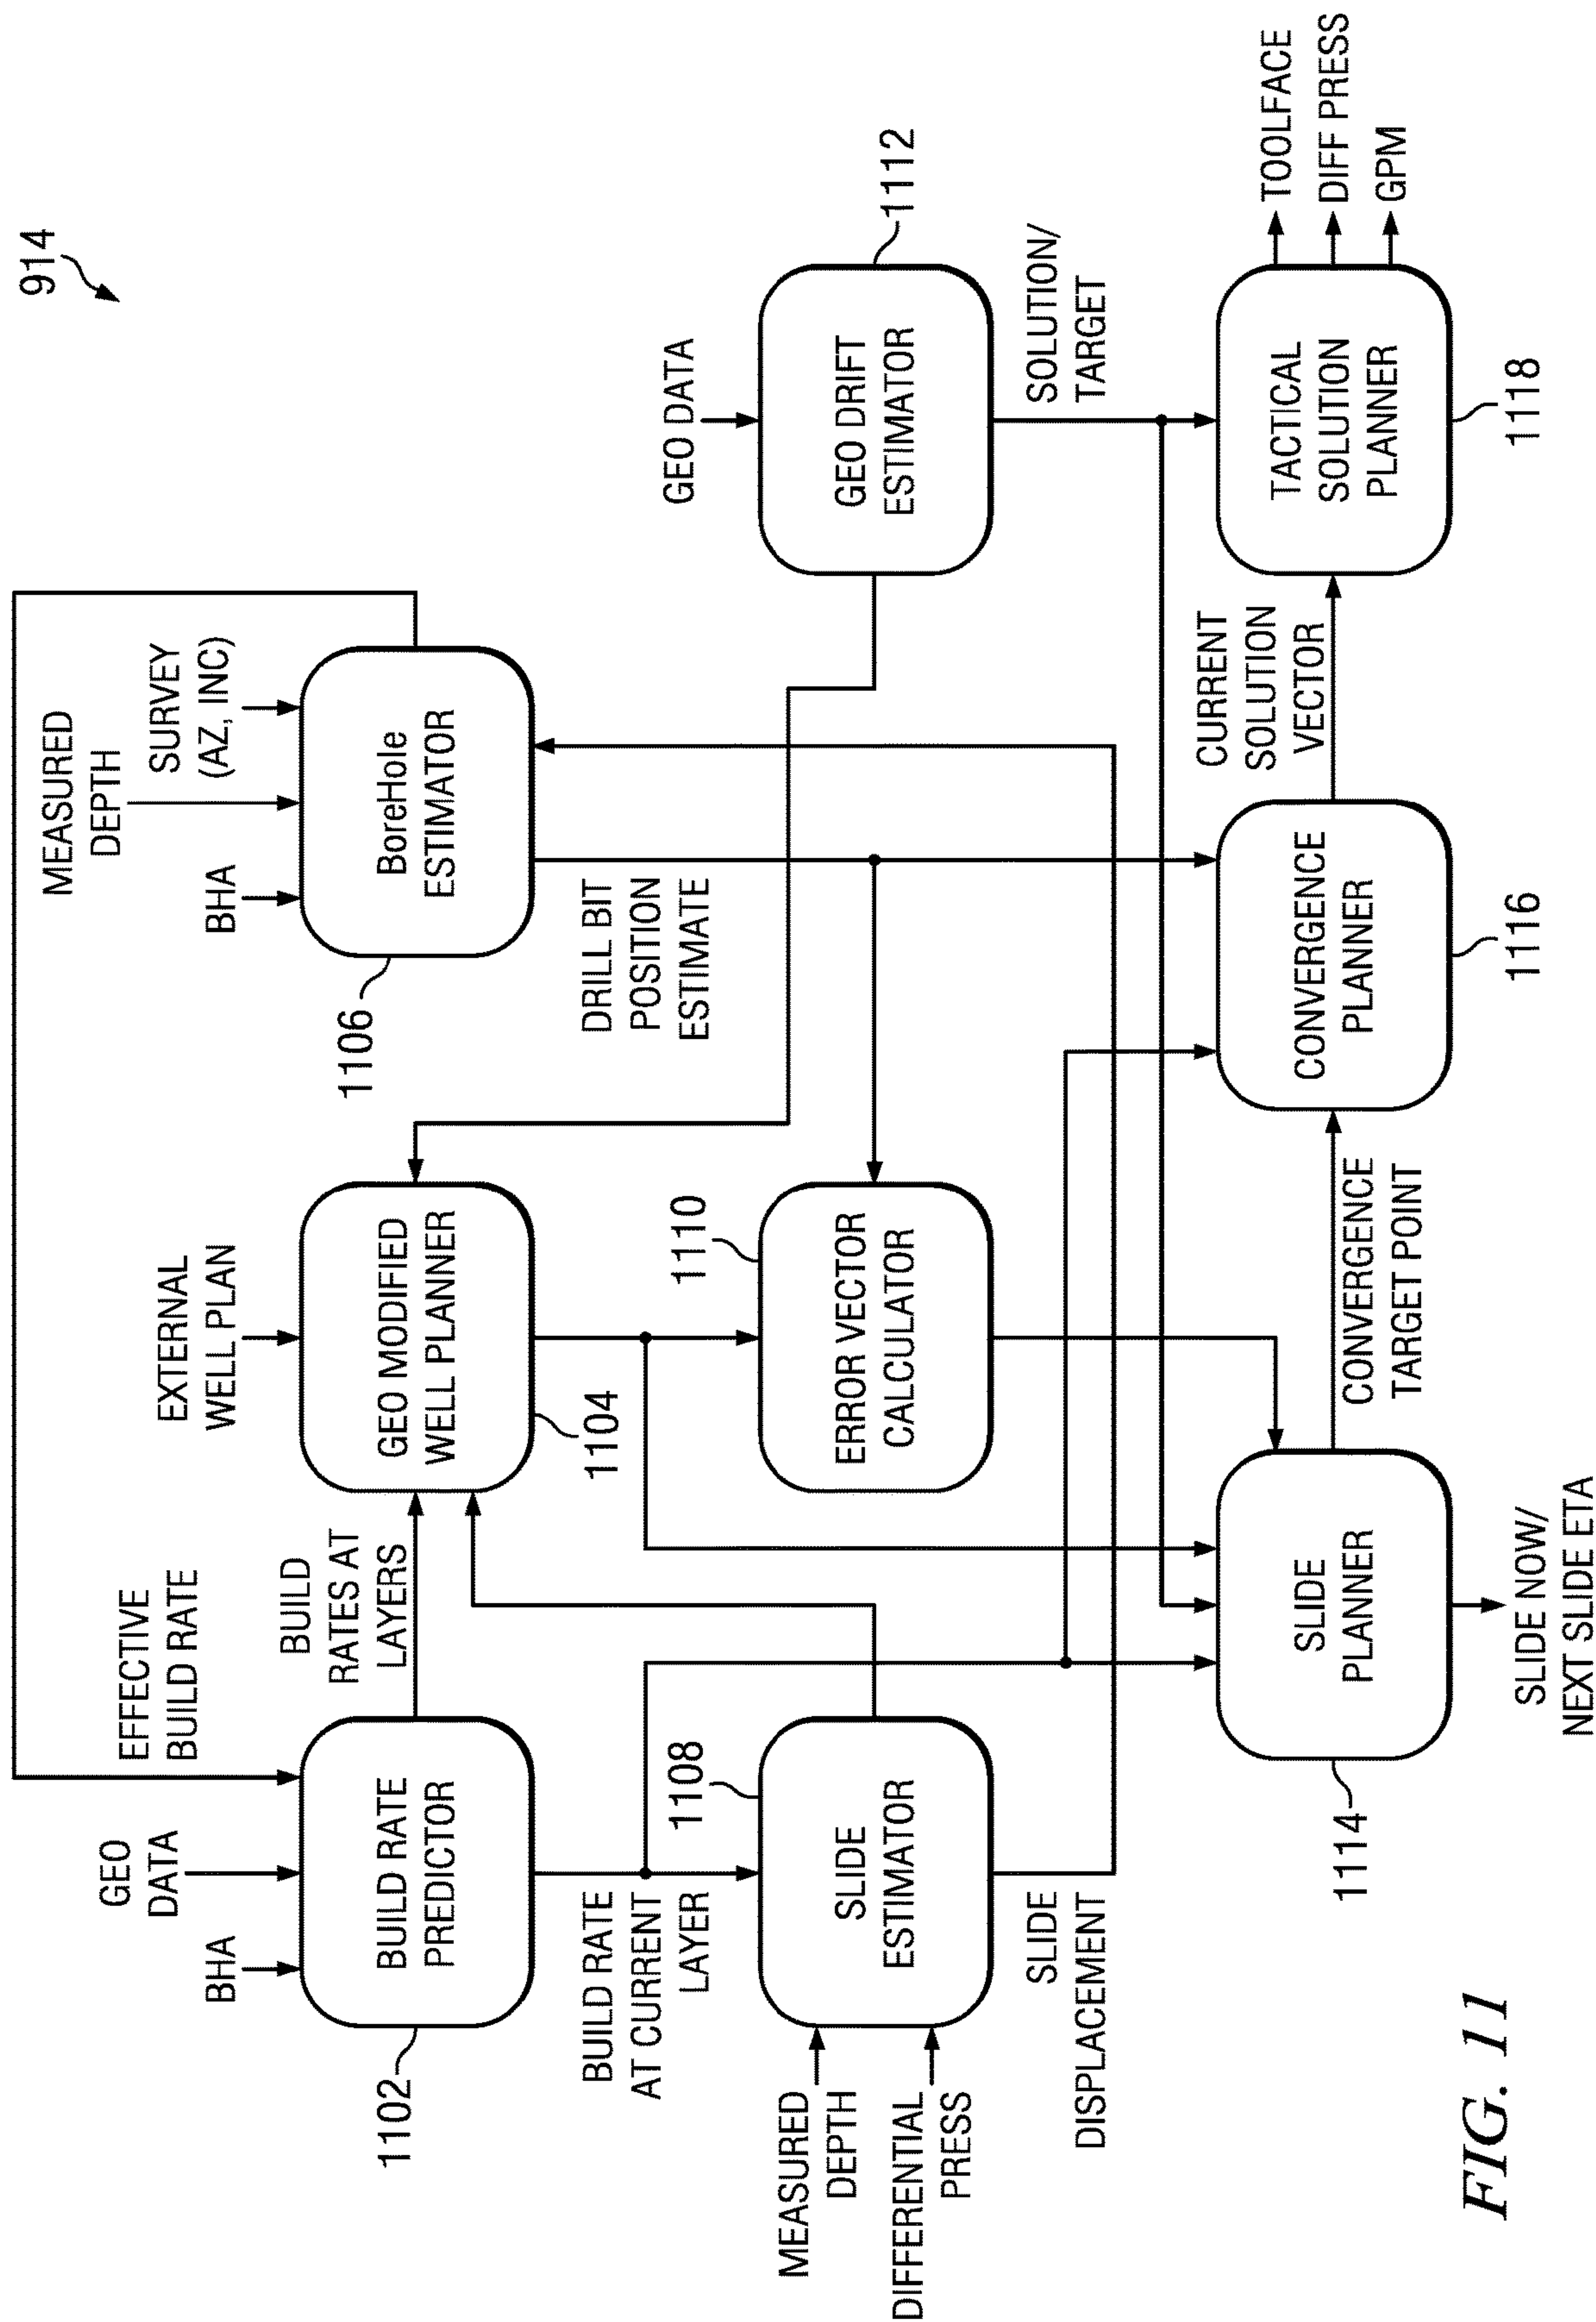 914
BHA
GEO
DATA
EFFECTIVE
BUILD RATE
BUILD RATE
PREDICTOR
1102
BUILD
RATES AT
LAYERS
EXTERNAL
WELL PLAN
GEO MODIFIED
WELL PLANNER
1104
BHA
MEASURED
DEPTH
SURVEY
(AZ, INC)
BoreHole
ESTIMATOR
1106
BUILD RATE
AT CURRENT
LAYER
1108
MEASURED
DEPTH
DIFFERENTIAL
PRESS
SLIDE
ESTIMATOR
SLIDE
DISPLACEMENT
1110
ERROR VECTOR
CALCULATOR
DRILL BIT
POSITION
ESTIMATE
GEO DATA
GEO DRIFT
ESTIMATOR
1112
SOLUTION/
TARGET
SLIDE
PLANNER
1114
SLIDE NOW/
NEXT SLIDE ETA
CONVERGENCE
TARGET POINT
CONVERGENCE
PLANNER
1116
CURRENT
SOLUTION
VECTOR
TACTICAL
SOLUTION
PLANNER
1118
TOOLFACE
DIFF PRESS
GPM
FIG. 11